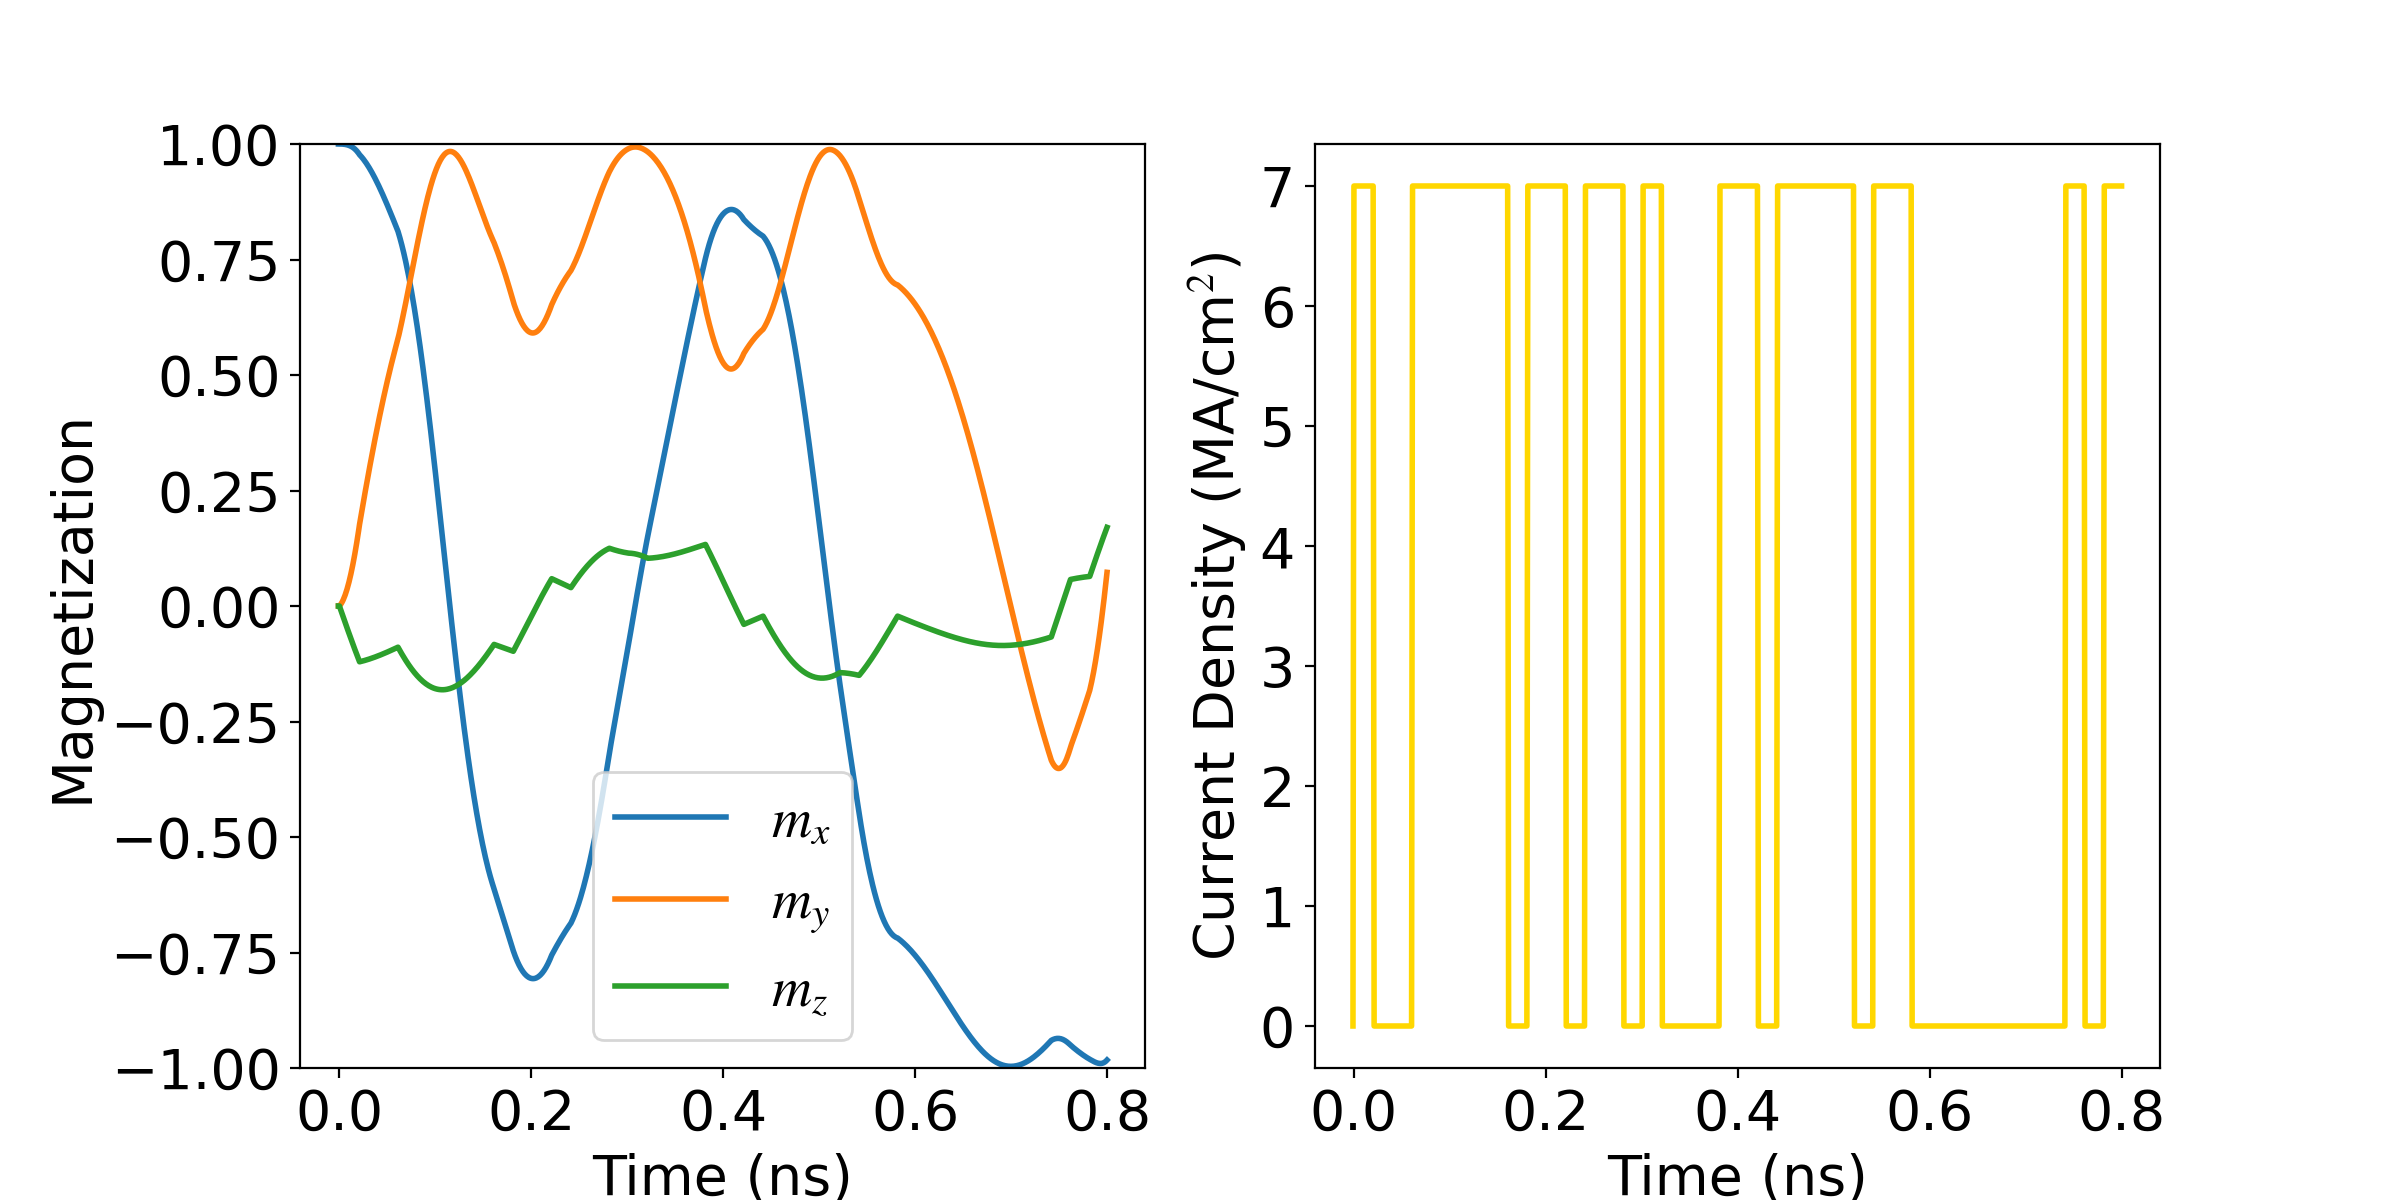 1.00
0.75
0.50
0.25
0.00
−0.25
−0.50
−0.75
−1.00
Magnetization
0.0 0.2 0.4 0.6 0.8
Time (ns)
m_x
m_y
m_z
7
6
5
4
3
2
1
0
Current Density (MA/cm²)
0.0 0.2 0.4 0.6 0.8
Time (ns)